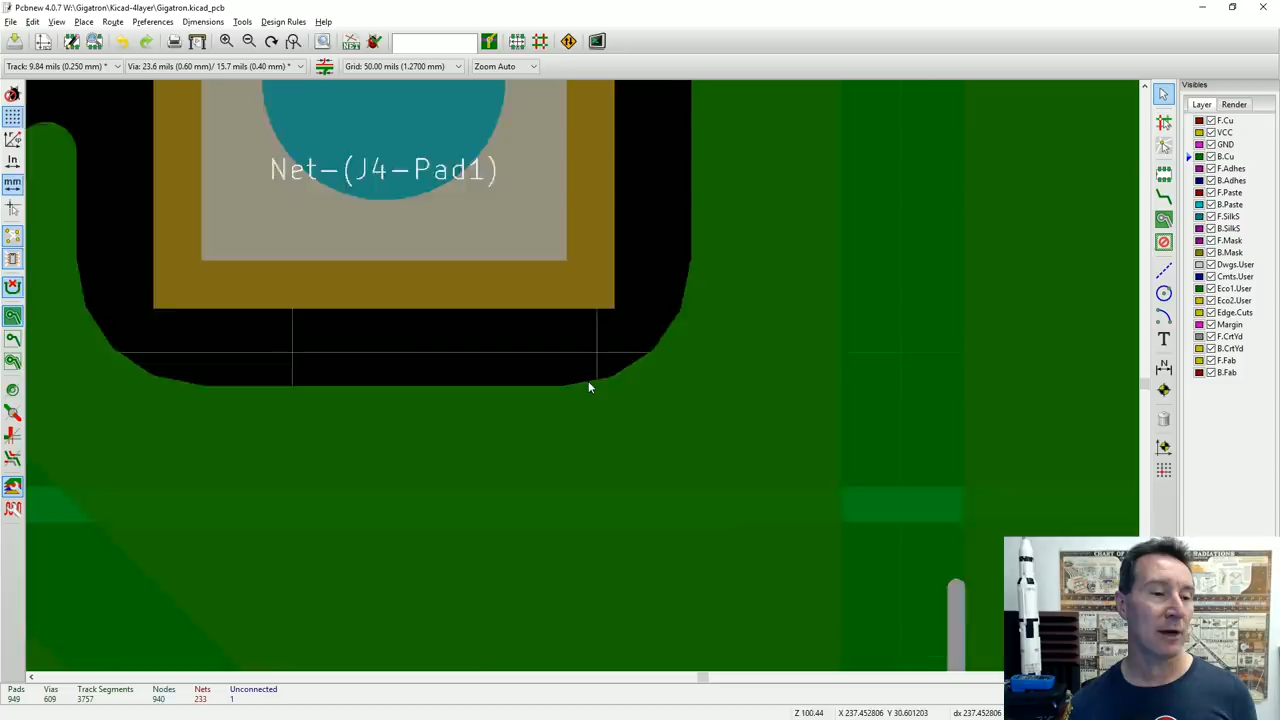 Pcbnew 4.0.7 W:\Gigatron\Kicad-4layer\Gigatron.kicad_pcb
File Edit View Place Route Preferences Dimensions Tools Design Rules Help
Track: 9.84 mils (0.250 mm) * Via: 23.6 mils (0.60 mm)/ 15.7 mils (0.40 mm) * Grid: 50.00 mils (1.2700 mm) Zoom Auto
Visibles
Layer Render
F.Cu
VCC
GND
B.Cu
F.Adhes
B.Adhes
F.Paste
B.Paste
F.SilkS
B.SilkS
F.Mask
B.Mask
Dwgs.User
Cmts.User
Eco1.User
Eco2.User
Edge.Cuts
Margin
F.CrtYd
B.CrtYd
F.Fab
B.Fab
In
mm
NET
T
Net-(J4-Pad1)
Pads Vias Track Segments Nodes Nets Unconnected
949 609 3757 940 233 1
Z 100.44 X 237.452806 Y 30.601203 dx 237.452806